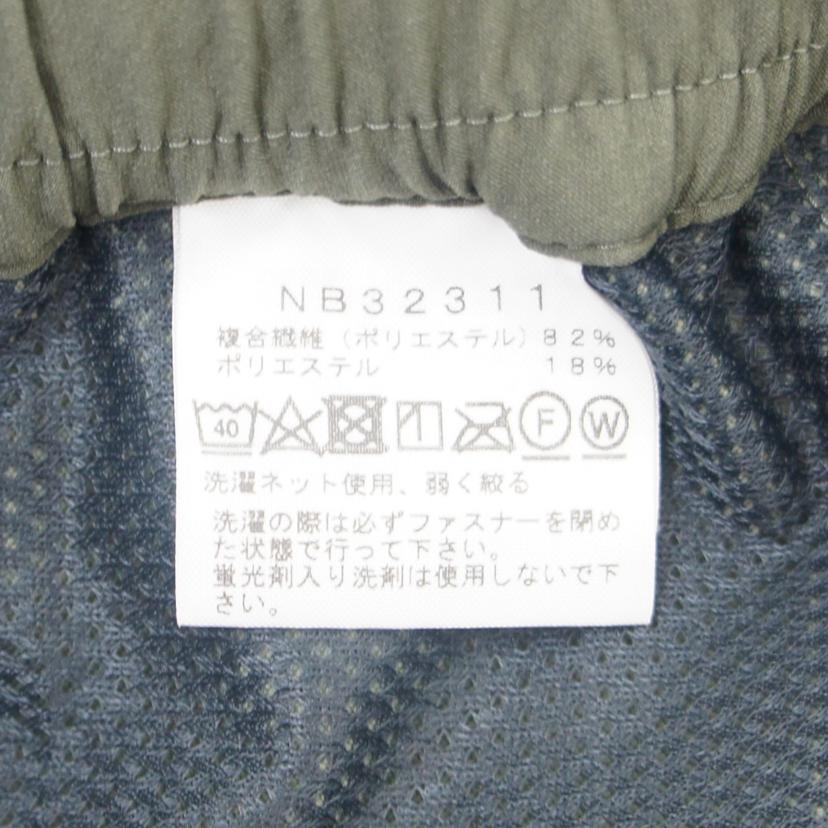 NB32311
複合繊維（ポリエステル）82%
ポリエステル 18%
40 F W
洗濯ネット使用、弱く絞る
洗濯の際は必ずファスナーを閉め
た状態で行って下さい。
蛍光剤入り洗剤は使用しないで下
さい。